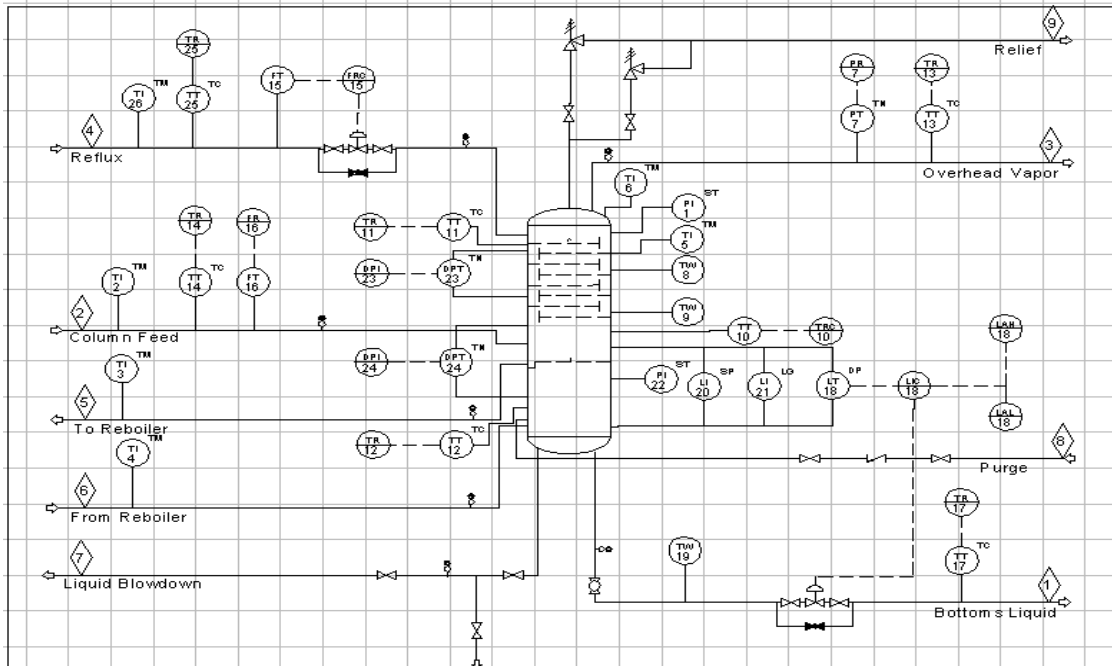 9
Relief
TR
25
TI
26
TM
TT
25
TC
FT
15
FRC
15
4
Reflux
PR
7
TR
13
PT
7
TN
TT
13
TC
3
Overhead Vapor
TI
6
TM
PI
1
ST
TI
5
TM
TW
8
TW
9
TR
11
TT
11
TC
DPI
23
DPT
23
TN
TR
14
FR
16
TI
2
TM
TT
14
TC
FT
16
2
Column Feed
TT
10
TRC
10
LAH
18
DPI
24
DPT
24
TN
TI
3
TM
PI
22
ST
LI
20
SP
LI
21
LG
LT
18
DP
LIC
18
LAL
18
5
To Reboiler
TR
12
TT
12
TC
TI
4
TM
8
Purge
6
From Reboiler
TR
17
TT
17
TC
TW
19
7
Liquid Blowdown
1
Bottoms Liquid